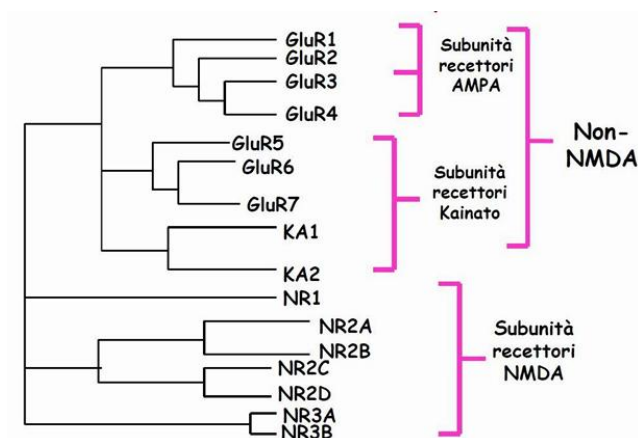 GluR1
GluR2
GluR3
GluR4
Subunità
recettori
AMPA
GluR5
GluR6
GluR7
KA1
KA2
Subunità
recettori
Kainato
Non-
NMDA
NR1
NR2A
NR2B
NR2C
NR2D
NR3A
NR3B
Subunità
recettori
NMDA